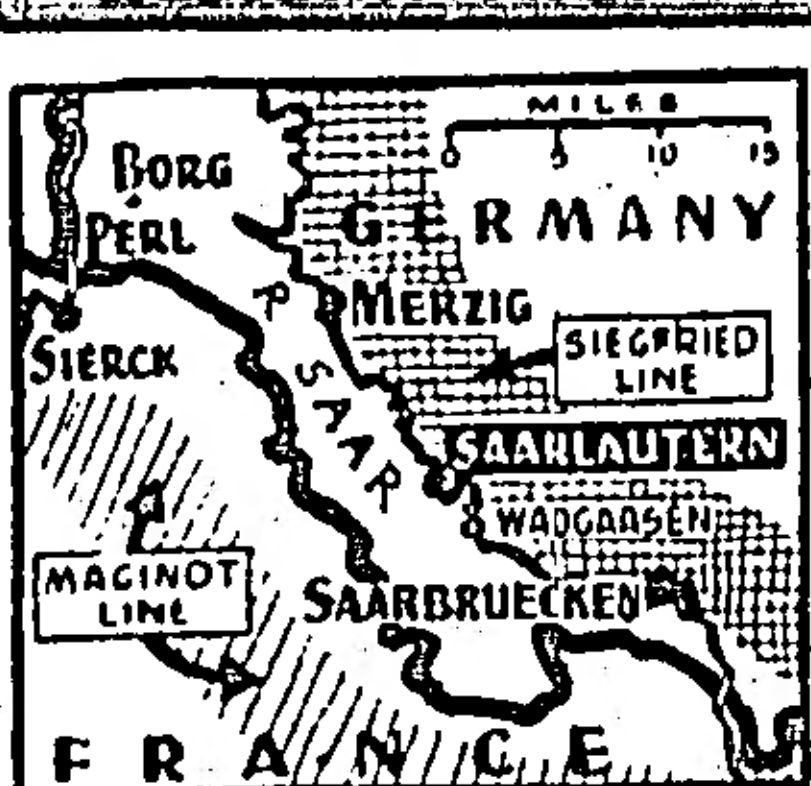 MILES
0 5 10 15
BORG
PERL
GERMANY
R SAAR
MERZIG
SIERCK
SIEGFRIED
LINE
SAARLAUTERN
WADGAASEN
MAGINOT
LINE
SAARBRUECKEN
FRANCE